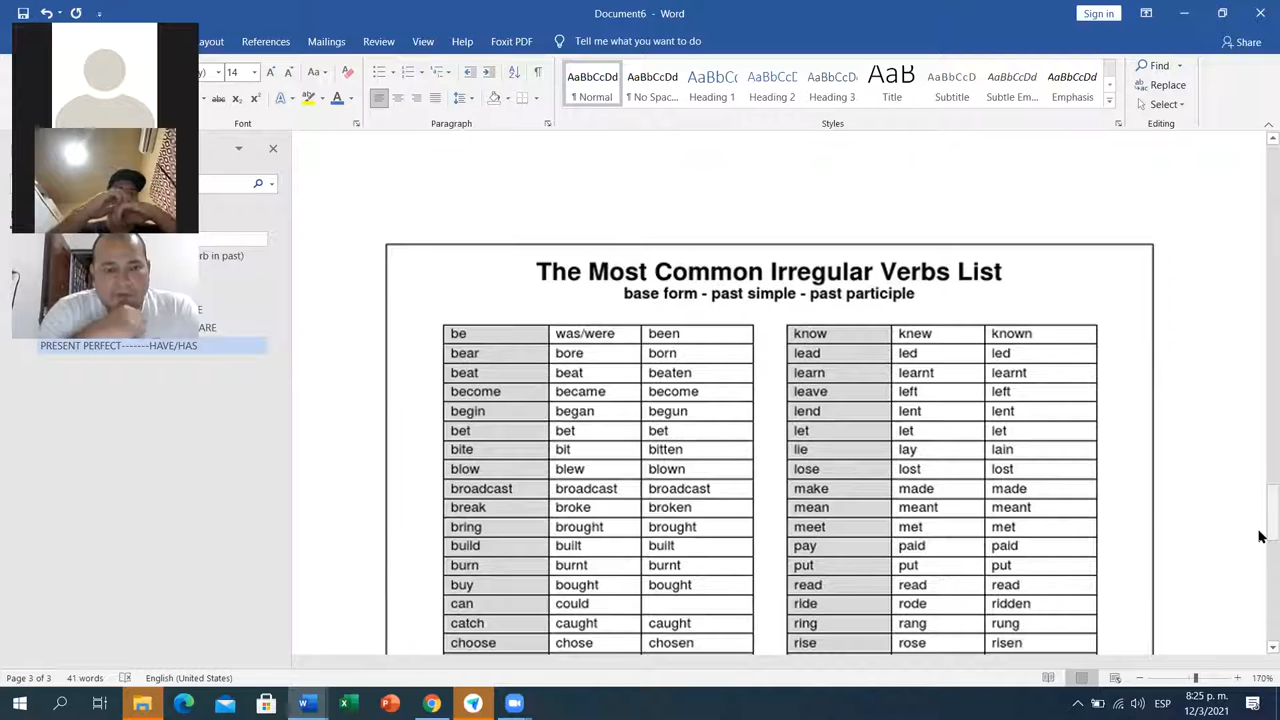 Document6 - Word
Sign in
ayout References Mailings Review View Help Foxit PDF Tell me what you want to do Share
14 Aa
AaBbCcDd AaBbCcDd AaBbC( AaBbCcE AaBbCcD AaB AaBbCcD AaBbCcDd AaBbCcDd
¶ Normal ¶ No Spac... Heading 1 Heading 2 Heading 3 Title Subtitle Subtle Em... Emphasis
Find
Replace
Select
Font Paragraph Styles Editing
erb in past)
E
ARE
PRESENT PERFECT-------HAVE/HAS
The Most Common Irregular Verbs List
base form - past simple - past participle
be was/were been
bear bore born
beat beat beaten
become became become
begin began begun
bet bet bet
bite bit bitten
blow blew blown
broadcast broadcast broadcast
break broke broken
bring brought brought
build built built
burn burnt burnt
buy bought bought
can could
catch caught caught
choose chose chosen
know knew known
lead led led
learn learnt learnt
leave left left
lend lent lent
let let let
lie lay lain
lose lost lost
make made made
mean meant meant
meet met met
pay paid paid
put put put
read read read
ride rode ridden
ring rang rung
rise rose risen
Page 3 of 3 41 words English (United States) 170%
ESP
8:25 p. m.
12/3/2021